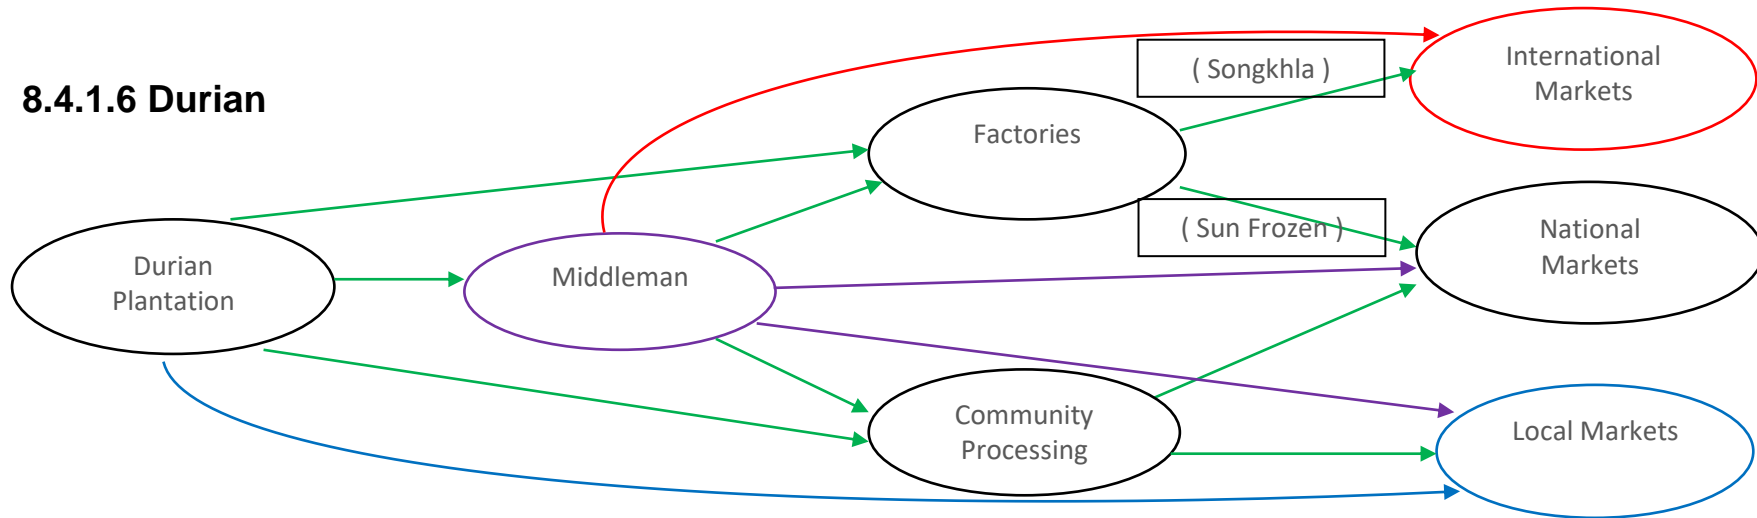 8.4.1.6 Durian
( Songkhla )
International
Markets
Factories
( Sun Frozen )
National
Markets
Durian
Plantation
Middleman
Community
Processing
Local Markets